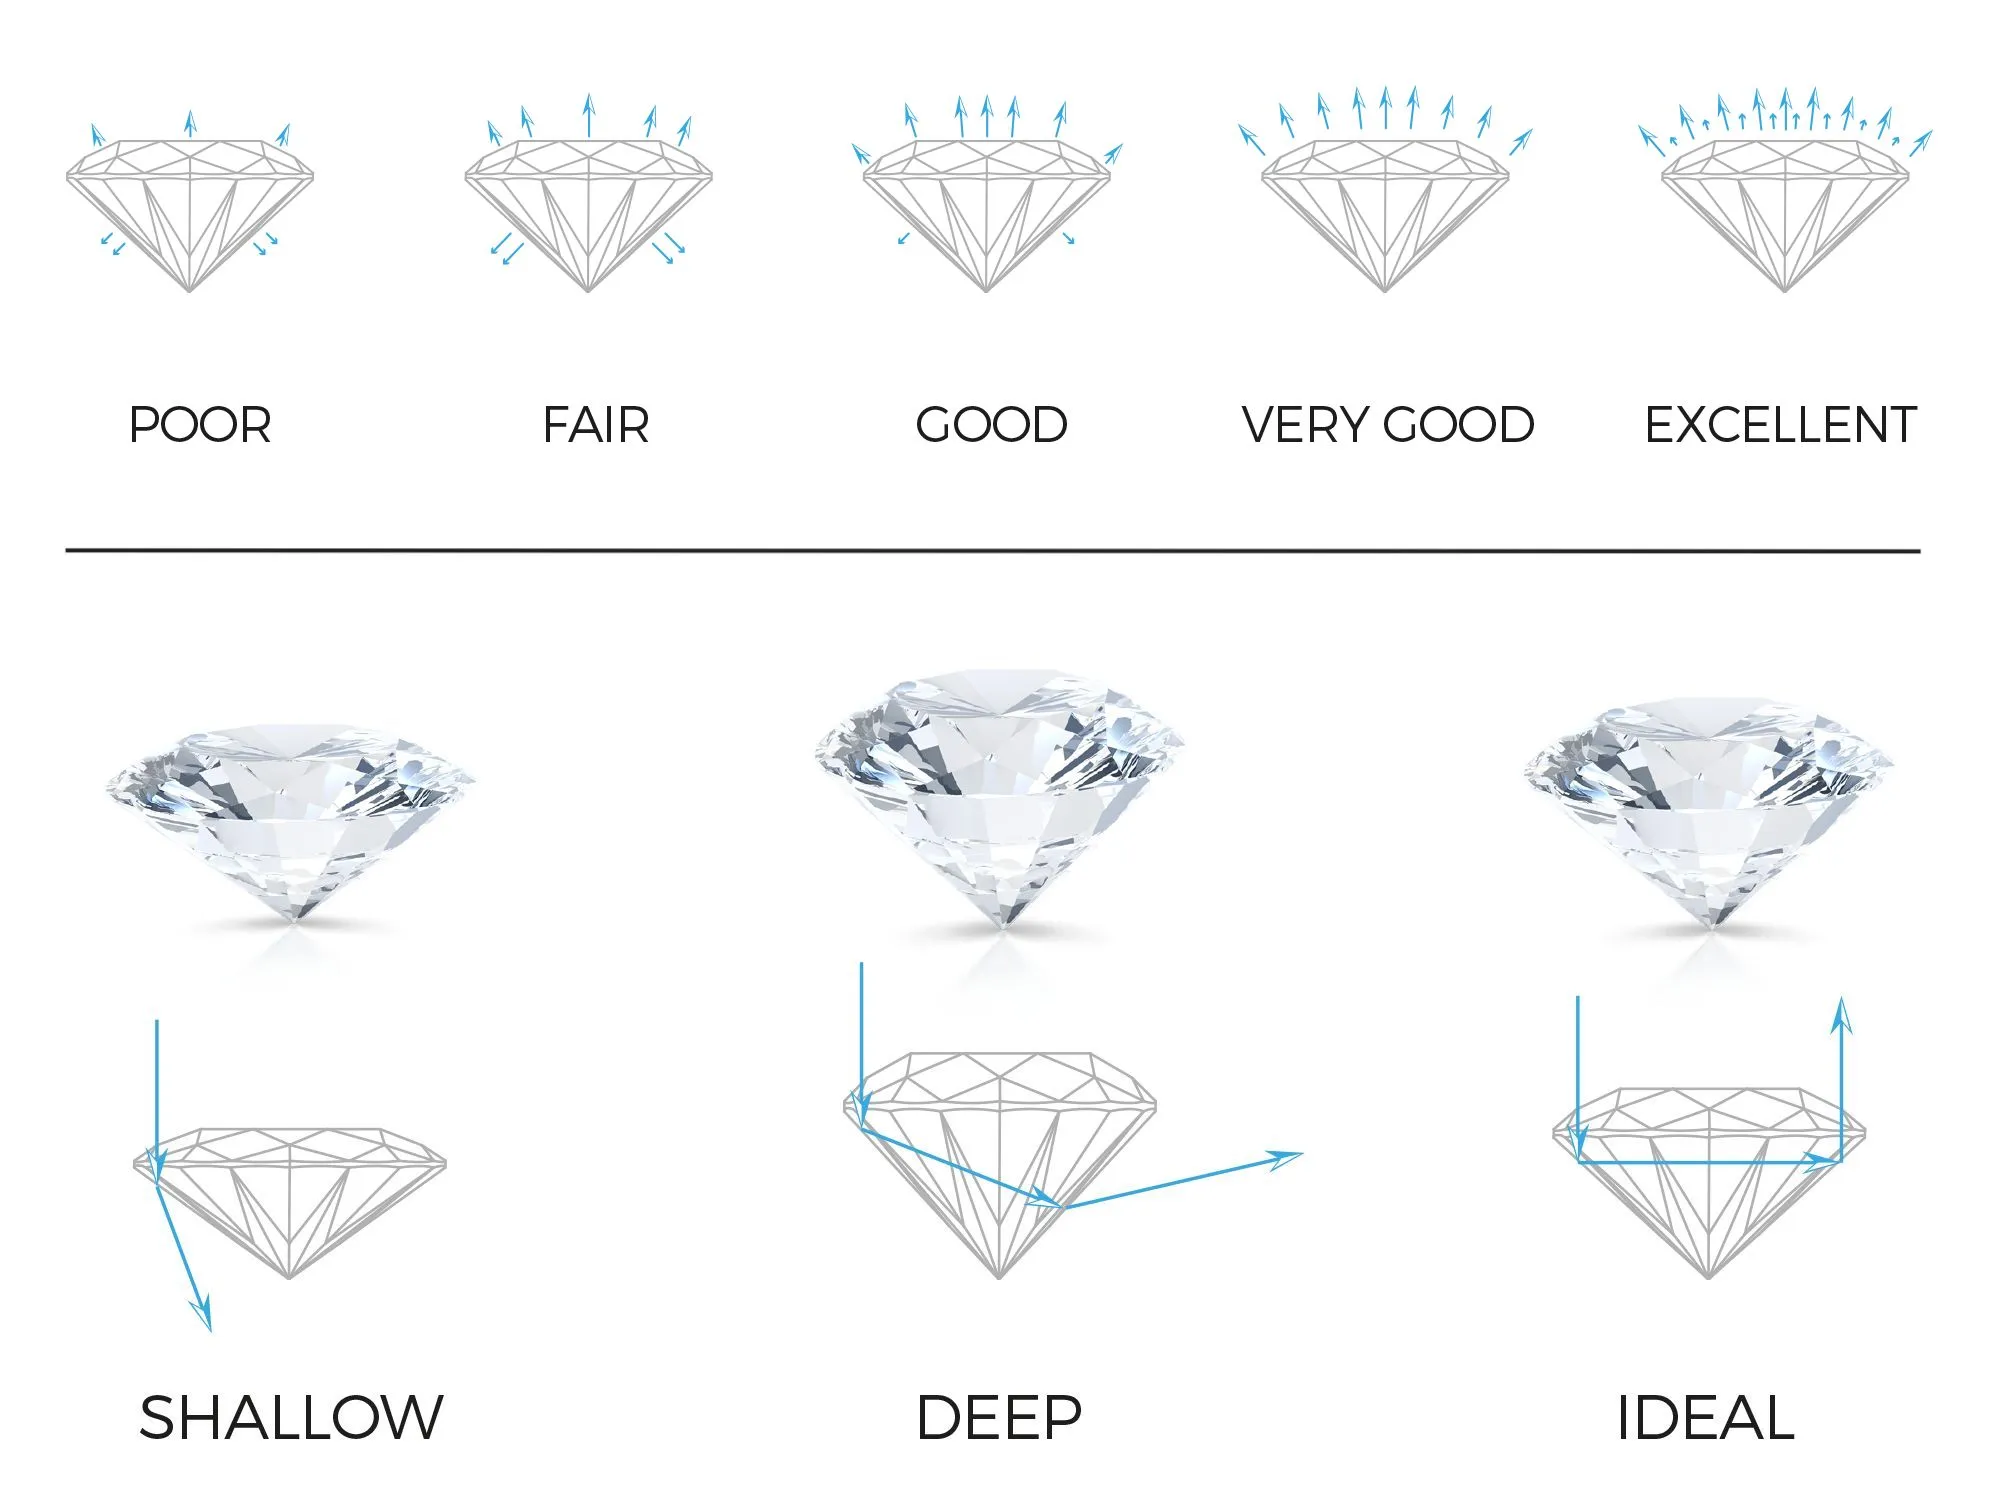 POOR
FAIR
GOOD
VERY GOOD
EXCELLENT
SHALLOW
DEEP
IDEAL